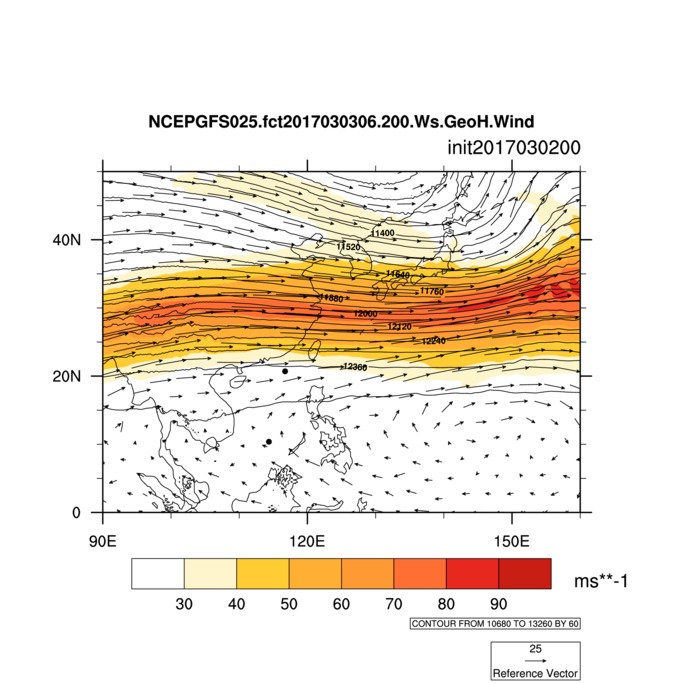 NCEPGFS025.fct2017030306.200.Ws.GeoH.Wind
init2017030200
40N
20N
0
11400
11520
11640
11760
11880
12000
12120
12240
12360
90E
120E
150E
30 40 50 60 70 80 90
ms**-1
CONTOUR FROM 10680 TO 13260 BY 60
25
Reference Vector